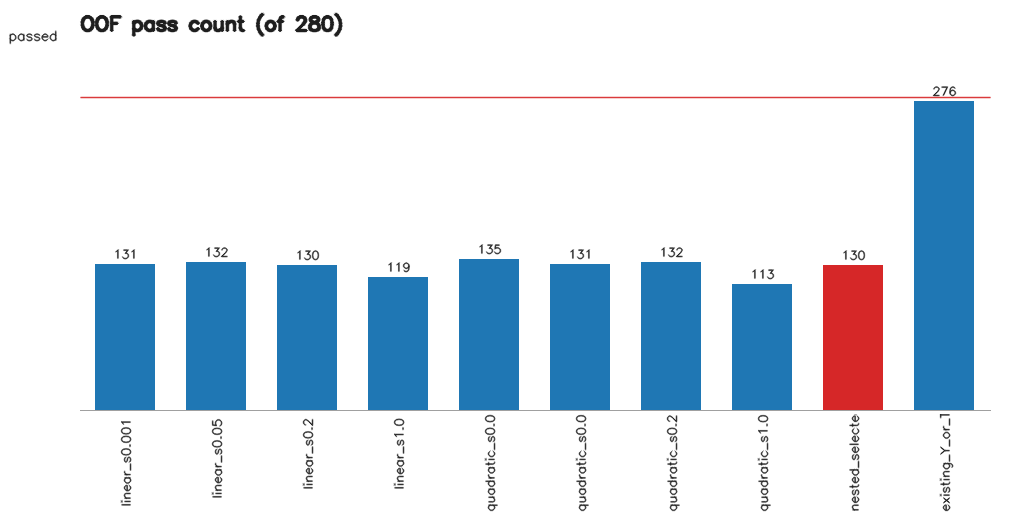 OOF pass count (of 280)
passed
276
131
132
130
119
135
131
132
113
130
linear_s0.001
linear_s0.05
linear_s0.2
linear_s1.0
quadratic_s0.0
quadratic_s0.0
quadratic_s0.2
quadratic_s1.0
nested_selecte
existing_Y_or_1